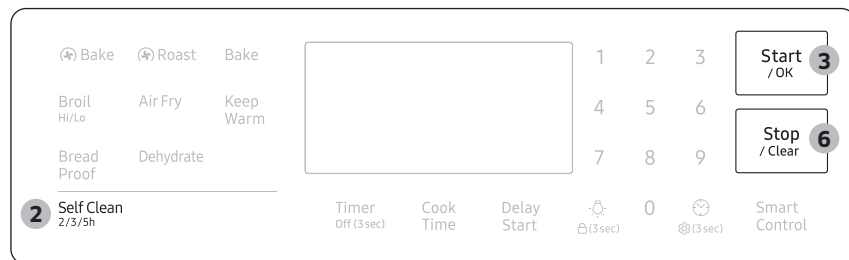 Bake Roast Bake 1 2 3 Start 3
/ OK
Broil Air Fry Keep 4 5 6
Hi/Lo Warm
Stop 6
/ Clear
Bread Dehydrate 7 8 9
Proof
2 Self Clean Timer Cook Delay 0 Smart
2/3/5h Off (3 sec) Time Start (3 sec) (3 sec) Control